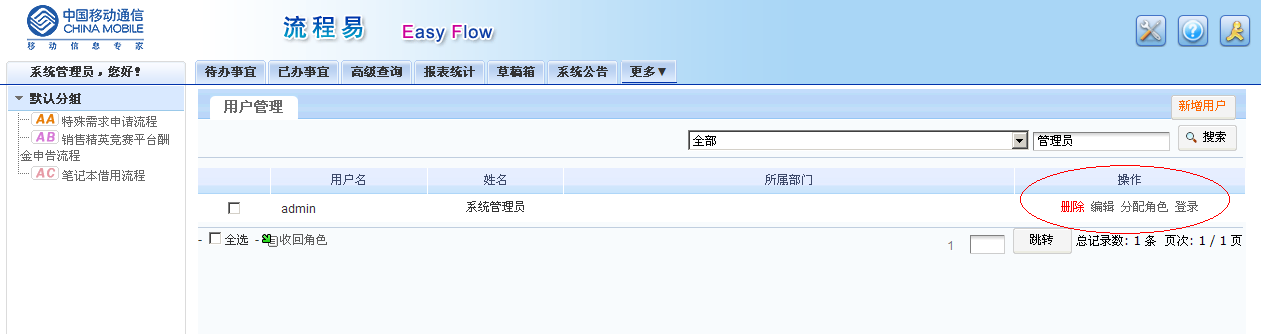 中国移动通信
CHINA MOBILE
移动信息专家
流程易 Easy Flow
系统管理员，您好!
待办事宜 已办事宜 高级查询 报表统计 草稿箱 系统公告 更多▼
默认分组
AA 特殊需求申请流程
AB 销售精英竞赛平台酬
金申告流程
AC 笔记本借用流程
用户管理 新增用户
全部 管理员 搜索
用户名 姓名 所属部门 操作
admin 系统管理员 删除 编辑 分配角色 登录
- 全选 - 收回角色 1 跳转 总记录数: 1 条 页次: 1 / 1 页